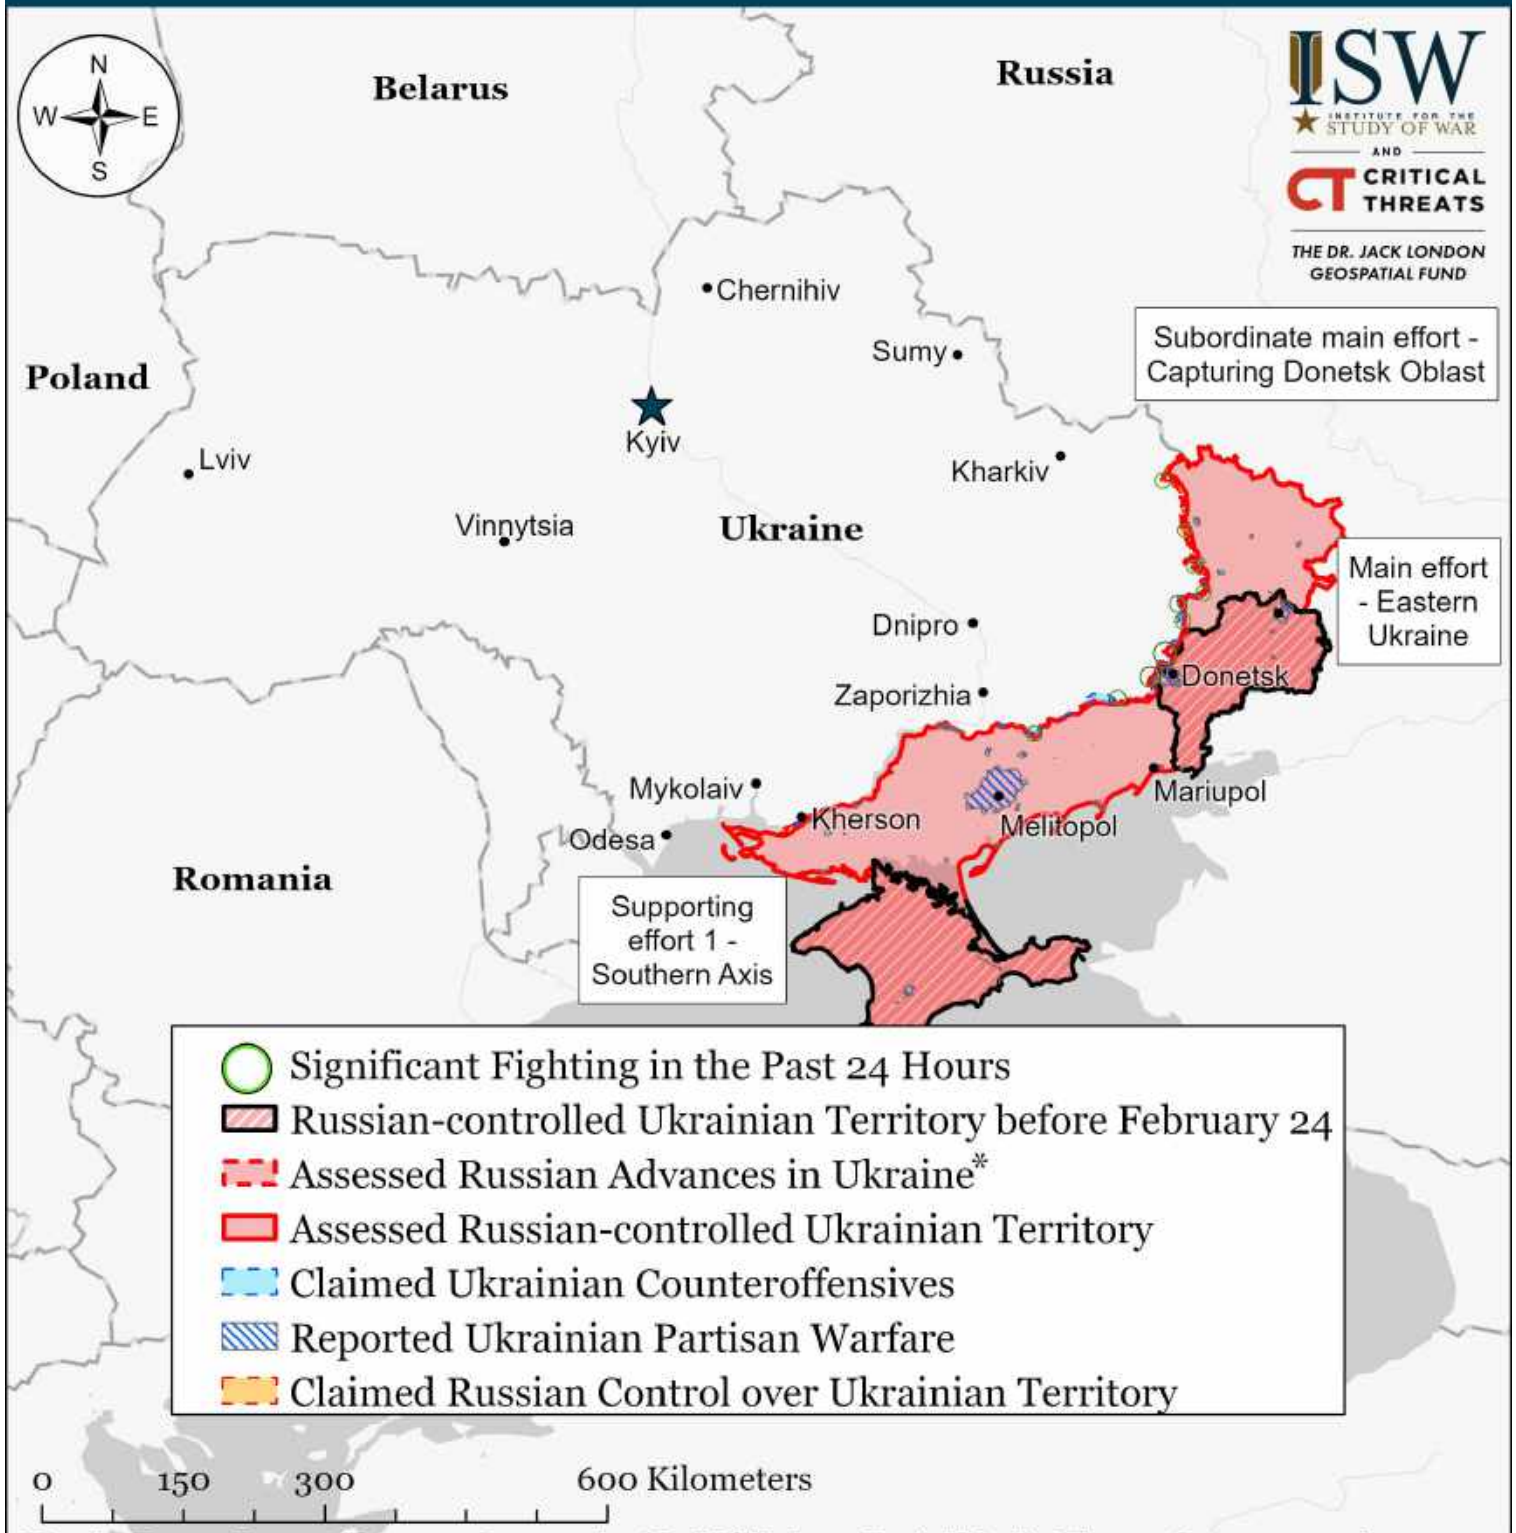 N
W E
S
Belarus
Russia
ISW
INSTITUTE FOR THE
STUDY OF WAR
AND
CT CRITICAL
THREATS
THE DR. JACK LONDON
GEOSPATIAL FUND
Chernihiv
Subordinate main effort -
Capturing Donetsk Oblast
Sumy
Poland
Kyiv
Lviv
Kharkiv
Vinnytsia
Ukraine
Main effort
- Eastern
Ukraine
Dnipro
Donetsk
Zaporizhia
Mykolaiv
Mariupol
Kherson
Melitopol
Odesa
Romania
Supporting
effort 1 -
Southern Axis
Significant Fighting in the Past 24 Hours
Russian-controlled Ukrainian Territory before February 24
Assessed Russian Advances in Ukraine*
Assessed Russian-controlled Ukrainian Territory
Claimed Ukrainian Counteroffensives
Reported Ukrainian Partisan Warfare
Claimed Russian Control over Ukrainian Territory
0 150 300 600 Kilometers